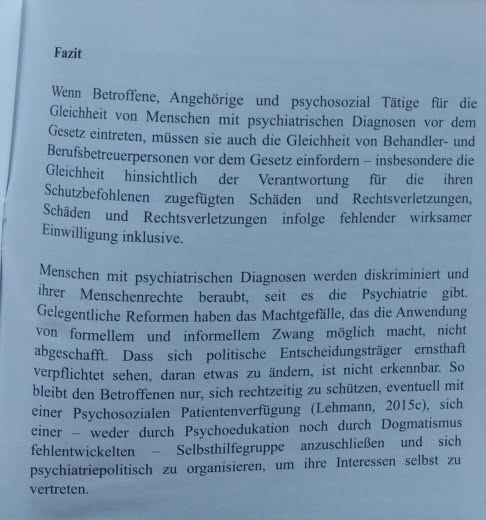 Fazit
Wenn Betroffene, Angehörige und psychosozial Tätige für die
Gleichheit von Menschen mit psychiatrischen Diagnosen vor dem
Gesetz eintreten, müssen sie auch die Gleichheit von Behandler- und
Berufsbetreuerpersonen vor dem Gesetz einfordern – insbesondere die
Gleichheit hinsichtlich der Verantwortung für die ihren
Schutzbefohlenen zugefügten Schäden und Rechtsverletzungen,
Schäden und Rechtsverletzungen infolge fehlender wirksamer
Einwilligung inklusive.
Menschen mit psychiatrischen Diagnosen werden diskriminiert und
ihrer Menschenrechte beraubt, seit es die Psychiatrie gibt.
Gelegentliche Reformen haben das Machtgefälle, das die Anwendung
von formellem und informellem Zwang möglich macht, nicht
abgeschafft. Dass sich politische Entscheidungsträger ernsthaft
verpflichtet sehen, daran etwas zu ändern, ist nicht erkennbar. So
bleibt den Betroffenen nur, sich rechtzeitig zu schützen, eventuell mit
einer Psychosozialen Patientenverfügung (Lehmann, 2015c), sich
einer – weder durch Psychoedukation noch durch Dogmatismus
fehlentwickelten – Selbsthilfegruppe anzuschließen und sich
psychiatriepolitisch zu organisieren, um ihre Interessen selbst zu
vertreten.